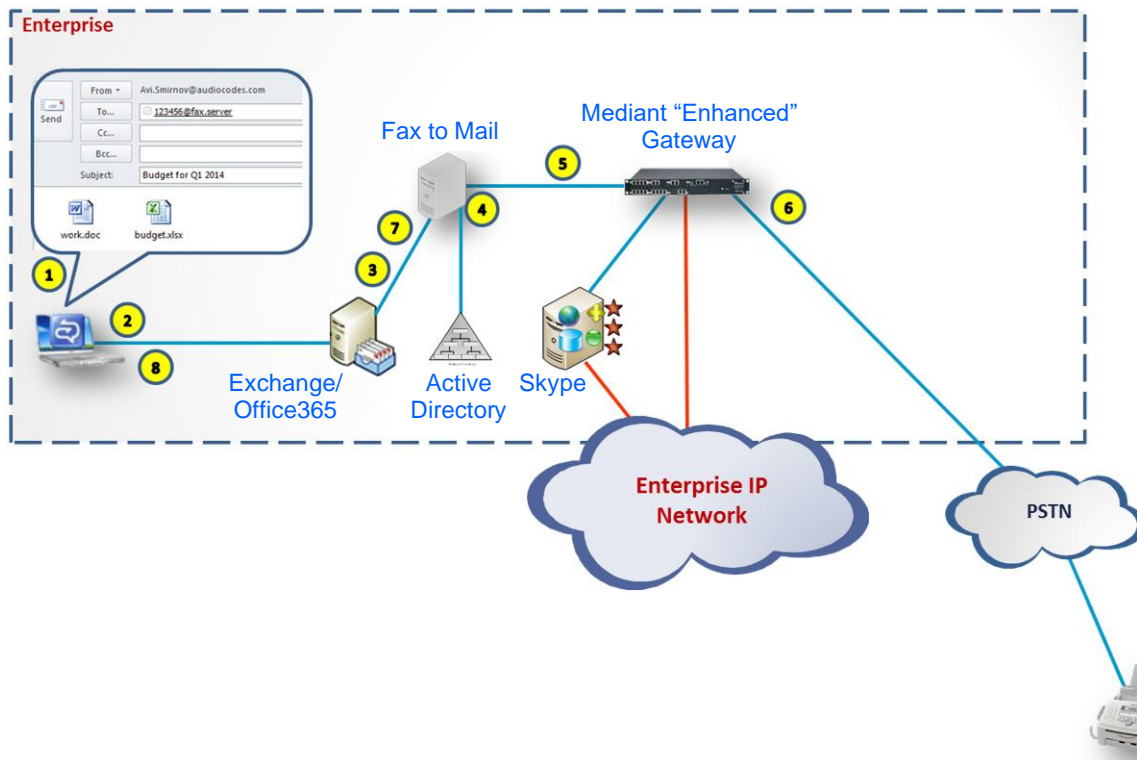 Enterprise
From
Avi.Smirnov@audiocodes.com
Send
To...
123456@fax.server
Cc...
Bcc...
Subject:
Budget for Q1 2014
work.doc
budget.xlsx
1
2
8
3
7
4
5
6
Fax to Mail
Mediant “Enhanced”
Gateway
Exchange/
Office365
Active
Directory
Skype
Enterprise IP
Network
PSTN